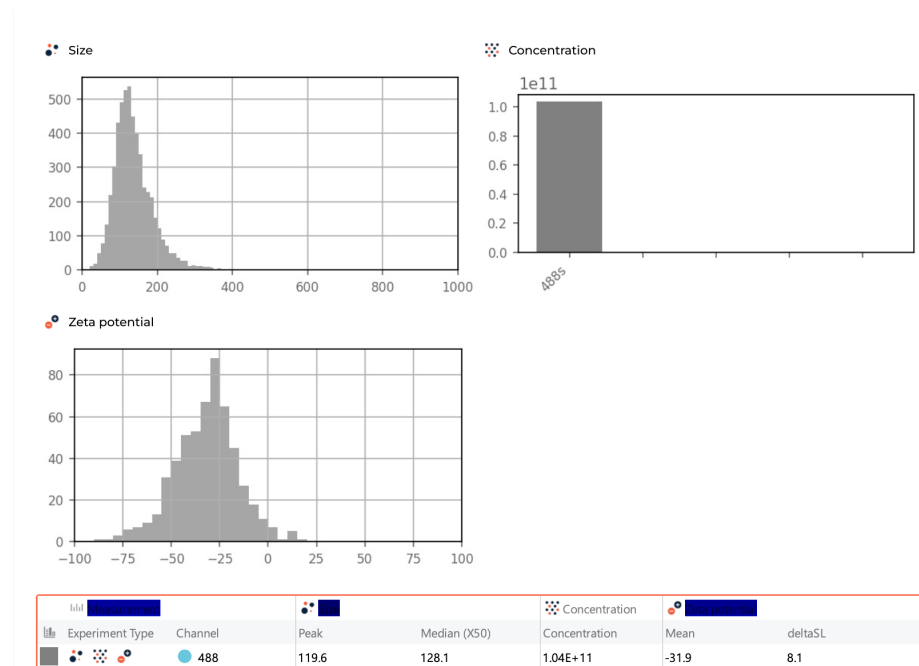 Size
Concentration
1e11
500
400
300
200
100
0
0 200 400 600 800 1000
1.0
0.8
0.6
0.4
0.2
0.0
488s
Zeta potential
80
60
40
20
0
−100 −75 −50 −25 0 25 50 75 100
Concentration
Experiment Type Channel Peak Median (X50) Concentration Mean deltaSL
488 119.6 128.1 1.04E+11 -31.9 8.1